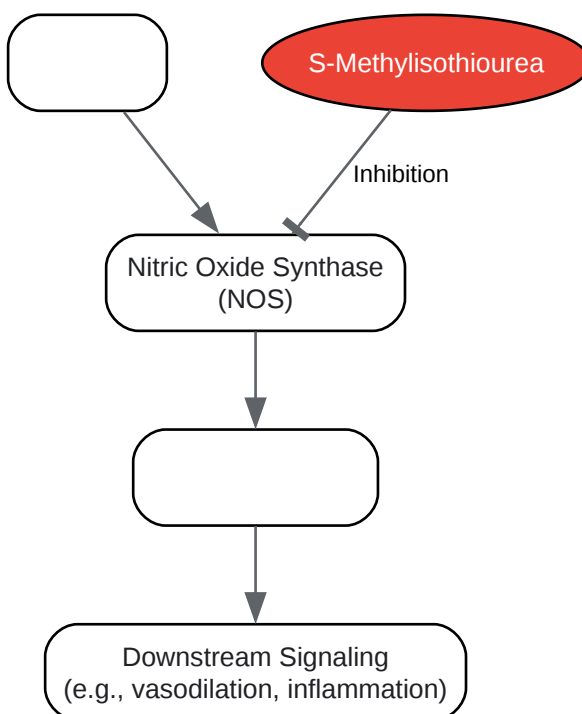 S-Methylisothiourea
Inhibition
Nitric Oxide Synthase
(NOS)
Downstream Signaling
(e.g., vasodilation, inflammation)